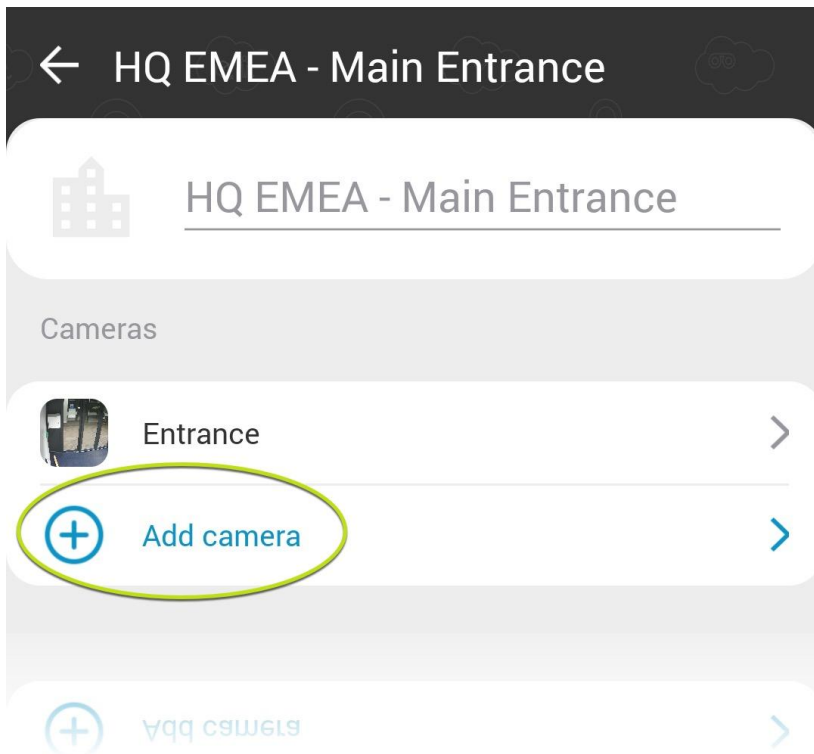 HQ EMEA - Main Entrance
HQ EMEA - Main Entrance
Cameras
Entrance
Add camera
Add camera